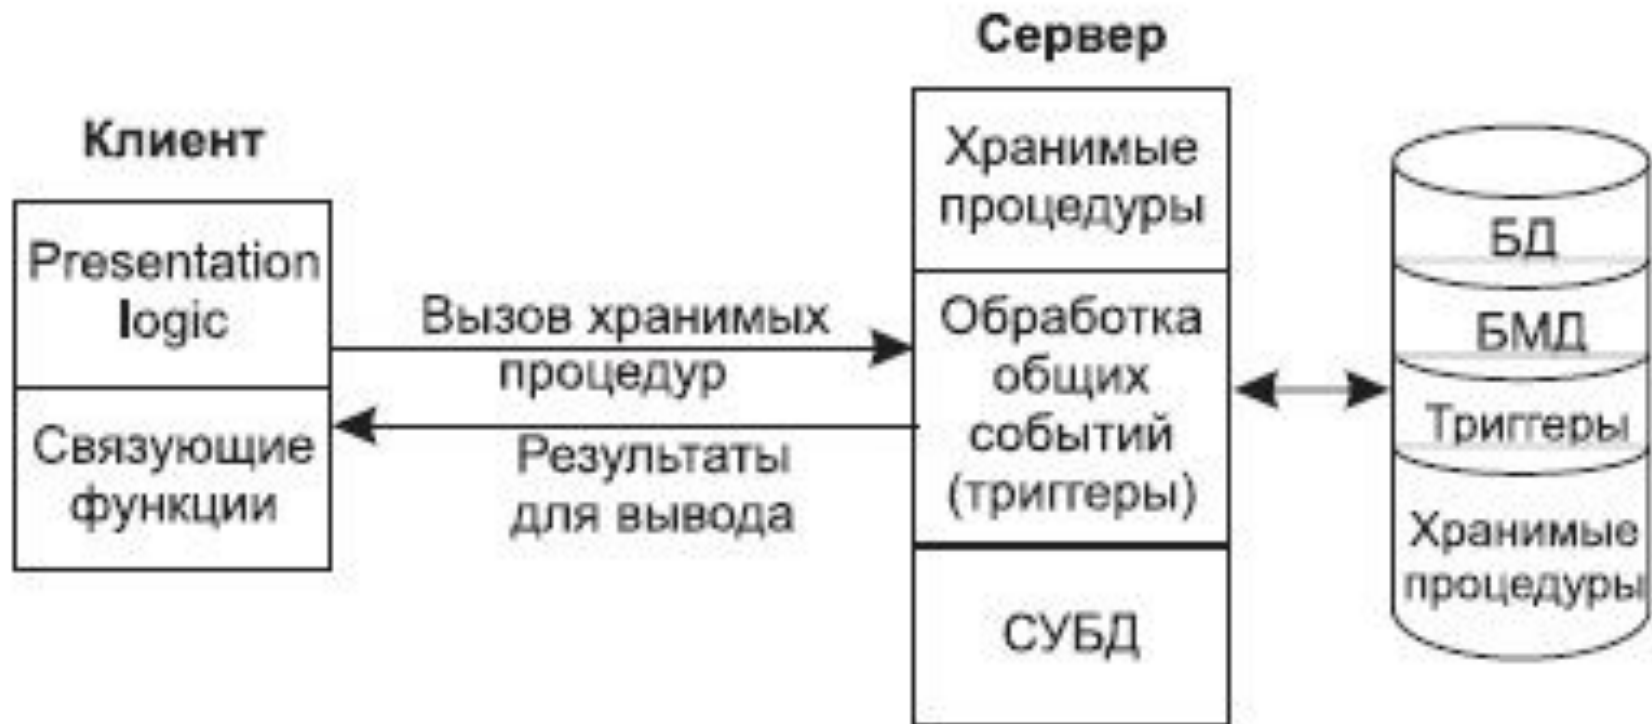 Сервер
Клиент
Presentation
logic
Связующие
функции
Вызов хранимых
процедур
Результаты
для вывода
Хранимые
процедуры
Обработка
общих
событий
(триггеры)
СУБД
БД
БМД
Триггеры
Хранимые
процедуры